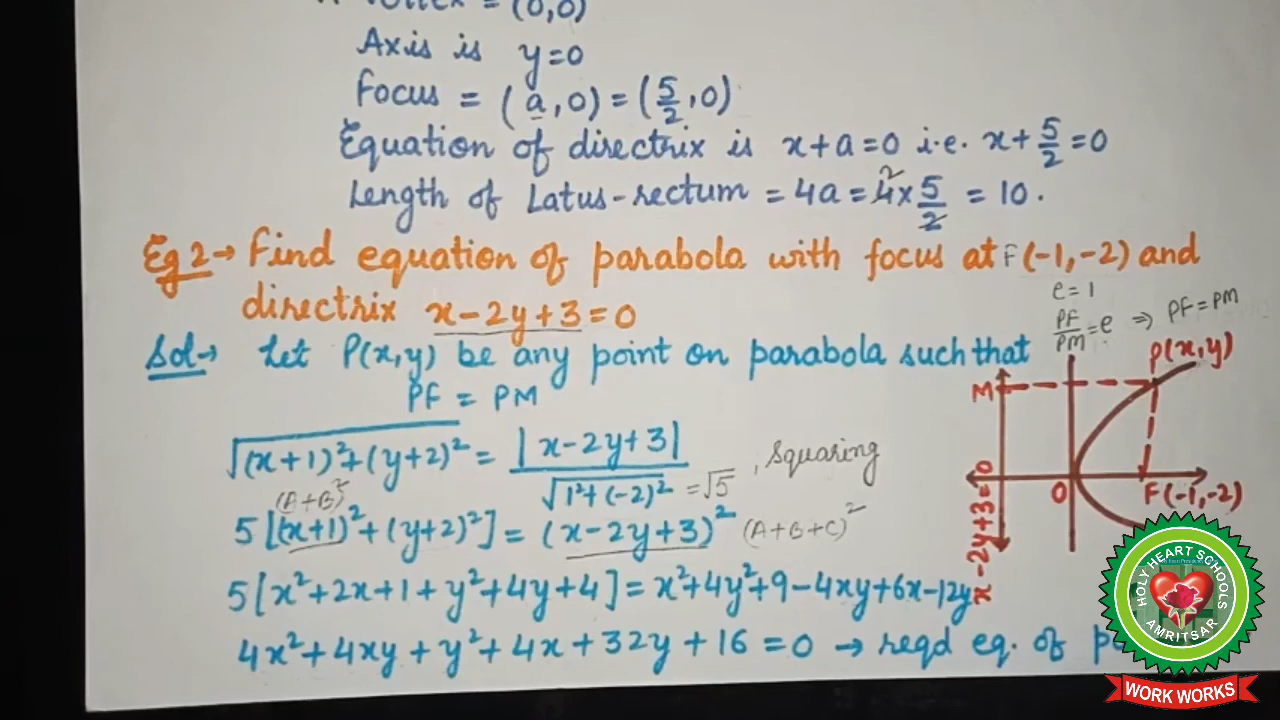 Vertex = (0,0)
Axis is y=0
Focus = (a,0) = (5/2,0)
Equation of directrix is x+a=0 i.e. x+5/2=0
Length of Latus-rectum = 4a = 4×5/2 = 10.
2
Eg 2→ Find equation of parabola with focus at F(-1,-2) and
directrix x-2y+3=0
e=1
PF/PM=e ⇒ PF=PM
Sol→ Let P(x,y) be any point on parabola such that
PF = PM
√(x+1)²+(y+2)² = |x-2y+3|/√1²+(-2)² =√5 , Squaring
(A+B)²
5[(x+1)²+(y+2)²] = (x-2y+3)² (A+B+C)²
5[x²+2x+1+y²+4y+4] = x²+4y²+9-4xy+6x-12y
4x²+4xy+y²+4x+32y+16=0 → reqd eq. of
P(x,y)
M
O
F(-1,-2)
x-2y+3=0
HOLY HEART SCHOOLS
AMRITSAR
WORK WORKS